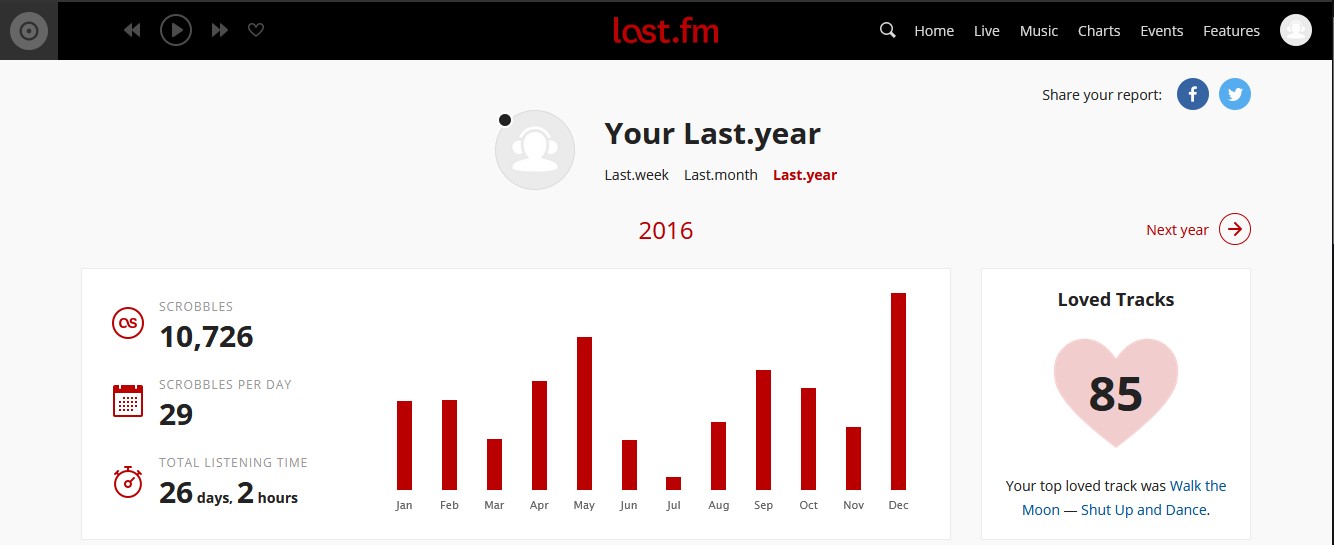 last.fm
Home Live Music Charts Events Features
Share your report:
Your Last.year
Last.week Last.month Last.year
2016
Next year
SCROBBLES
10,726
SCROBBLES PER DAY
29
TOTAL LISTENING TIME
26 days, 2 hours
Jan Feb Mar Apr May Jun Jul Aug Sep Oct Nov Dec
Loved Tracks
85
Your top loved track was Walk the
Moon — Shut Up and Dance.